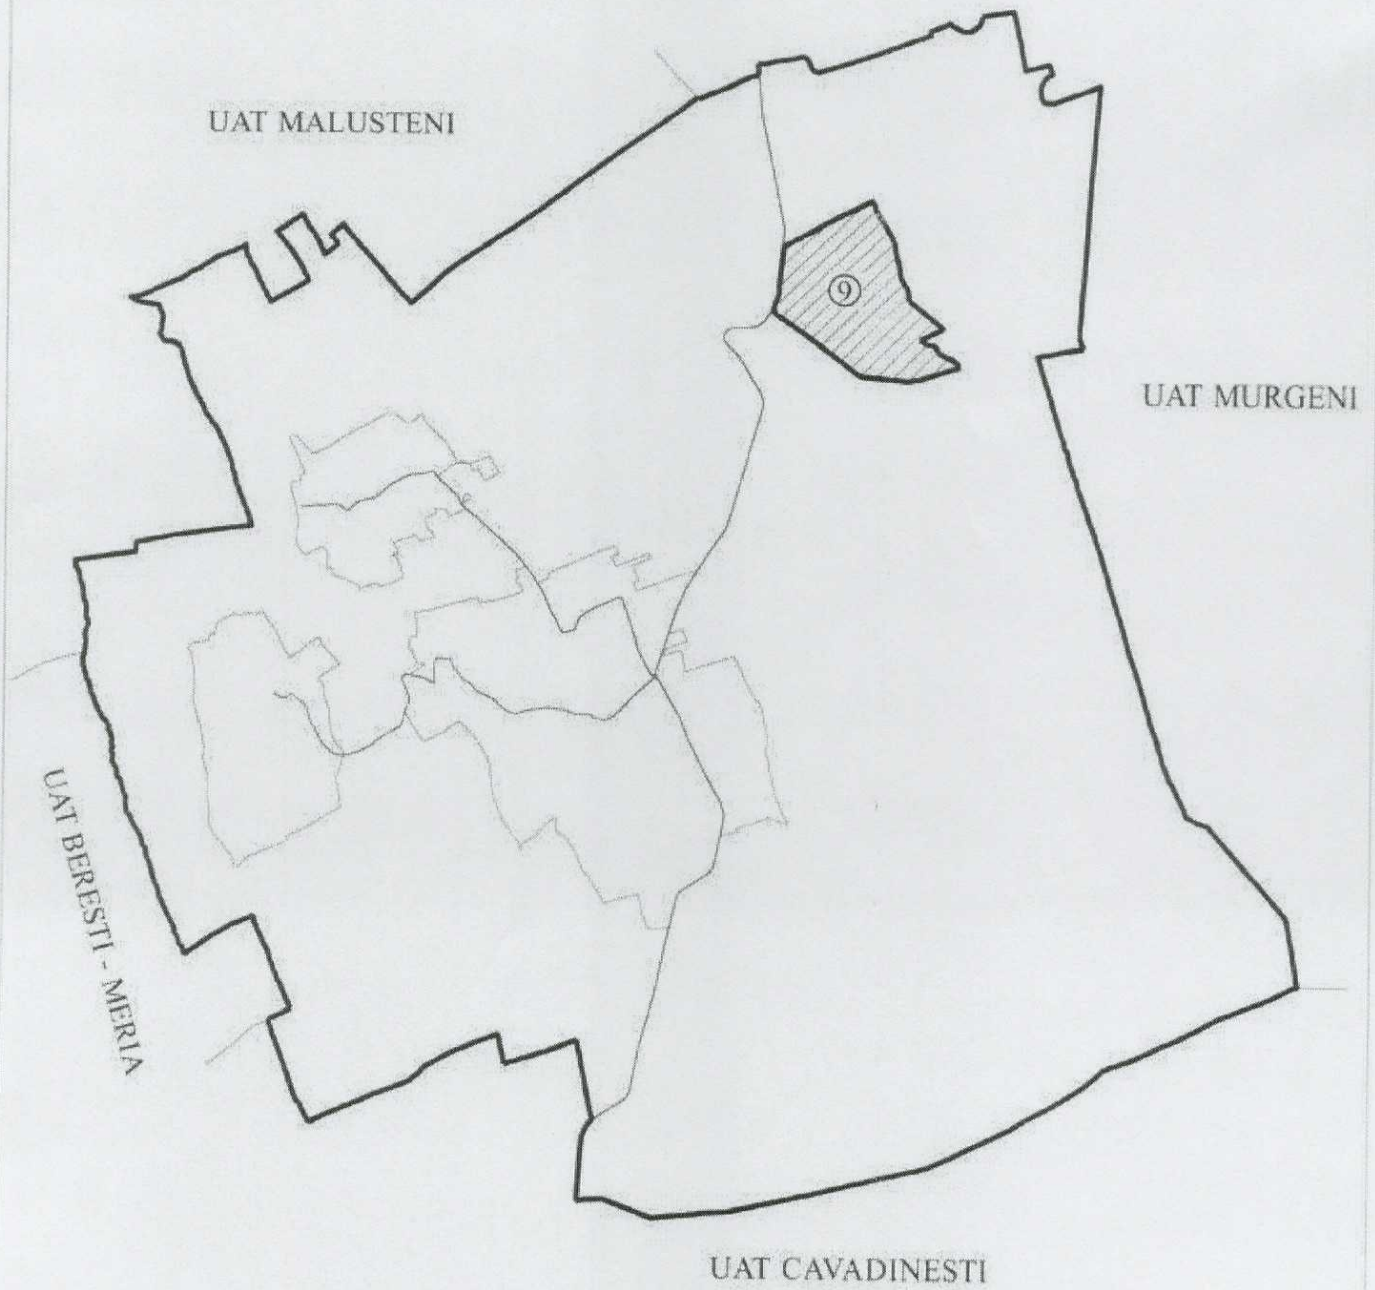 UAT MALUSTENI
9
UAT MURGENI
UAT BERESTI - MERIA
UAT CAVADINESTI